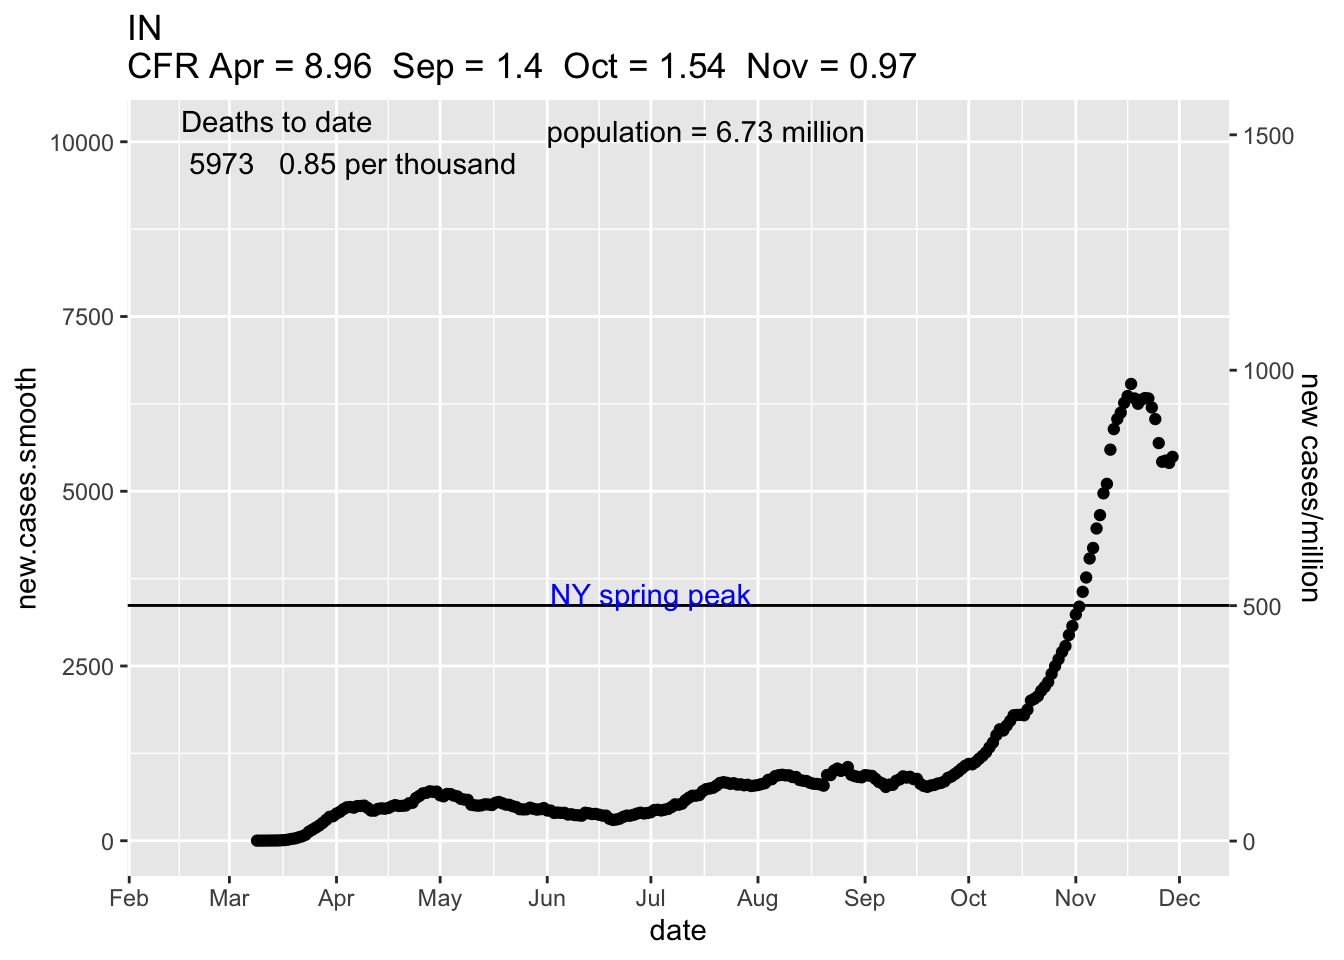 IN
CFR Apr = 8.96  Sep = 1.4  Oct = 1.54  Nov = 0.97
Deaths to date
5973   0.85 per thousand
population = 6.73 million
10000
7500
5000
2500
0
new.cases.smooth
NY spring peak
1500
1000
500
0
new cases/million
Feb Mar Apr May Jun Jul Aug Sep Oct Nov Dec
date